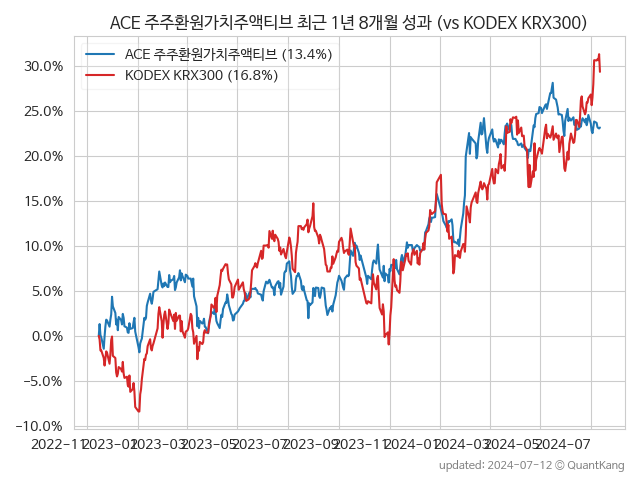 ACE 주주환원가치주액티브 최근 1년 8개월 성과 (vs KODEX KRX300)
ACE 주주환원가치주액티브 (13.4%)
KODEX KRX300 (16.8%)
30.0%
25.0%
20.0%
15.0%
10.0%
5.0%
0.0%
−5.0%
−10.0%
2022-11 2023-01 2023-03 2023-05 2023-07 2023-09 2023-11 2024-01 2024-03 2024-05 2024-07
updated: 2024-07-12 © QuantKang